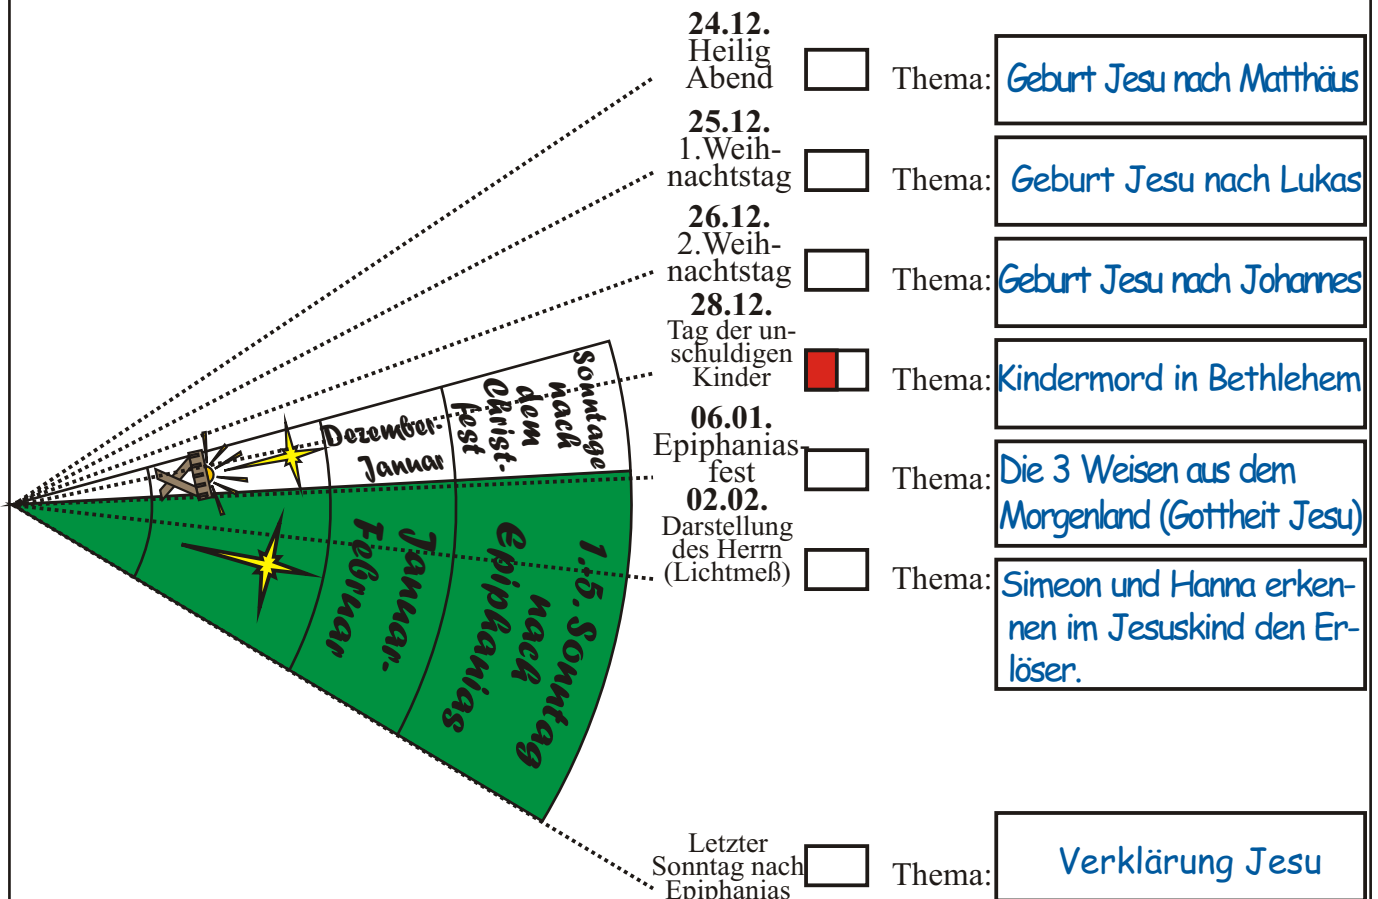 24.12.
Heilig
Abend
Thema:
Geburt Jesu nach Matthäus
25.12.
1.Weih-
nachtstag
Thema:
Geburt Jesu nach Lukas
26.12.
2.Weih-
nachtstag
Thema:
Geburt Jesu nach Johannes
28.12.
Tag der un-
schuldigen
Kinder
Thema:
Kindermord in Bethlehem
06.01.
Epiphanias-
fest
Thema:
Die 3 Weisen aus dem
Morgenland (Gottheit Jesu)
02.02.
Darstellung
des Herrn
(Lichtmeß)
Thema:
Simeon und Hanna erken-
nen im Jesuskind den Er-
löser.
Letzter
Sonntag nach
Epiphanias
Thema:
Verklärung Jesu
Sonntage
nach
dem
Christ-
fest
Dezember-
Januar
1.-5. Sonntag
nach
Epiphanias
Januar-
Februar